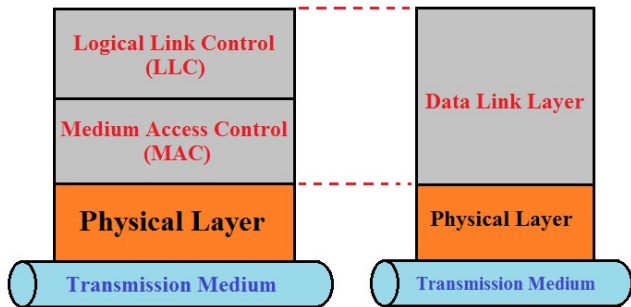 Logical Link Control
(LLC)
Medium Access Control
(MAC)
Physical Layer
Transmission Medium
Data Link Layer
Physical Layer
Transmission Medium